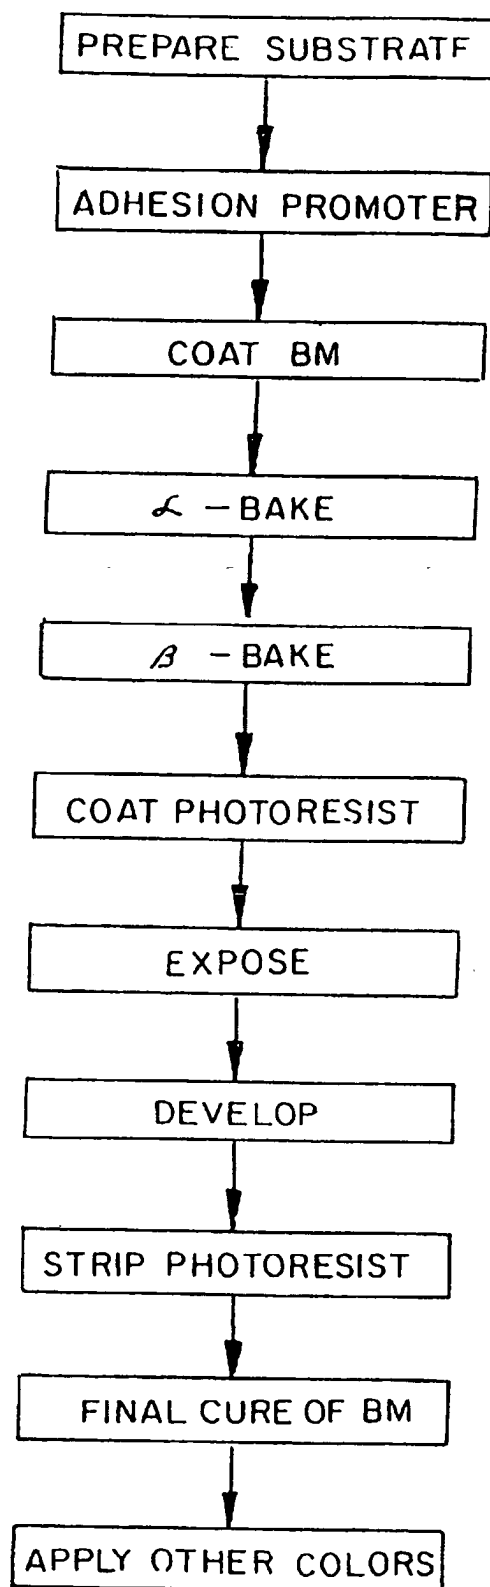 PREPARE SUBSTRATE
ADHESION PROMOTER
COAT BM
α - BAKE
β - BAKE
COAT PHOTORESIST
EXPOSE
DEVELOP
STRIP PHOTORESIST
FINAL CURE OF BM
APPLY OTHER COLORS